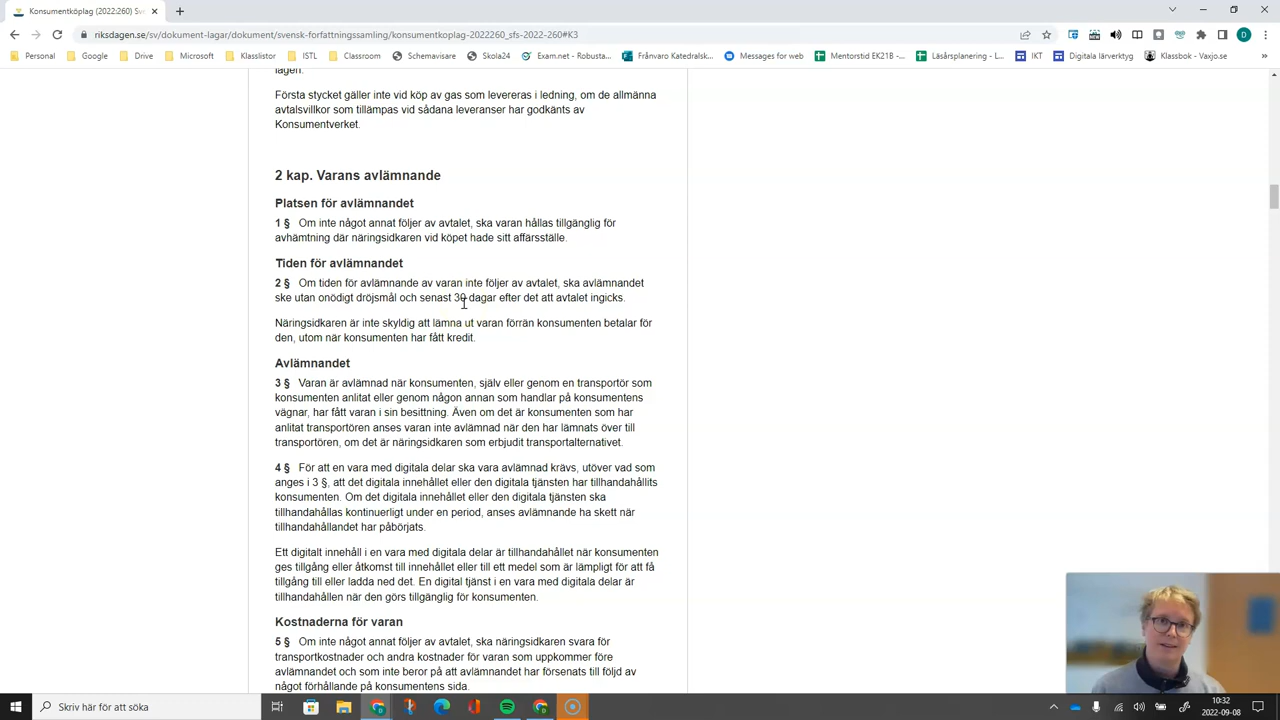 Konsumentköplag (2022:260) Sv
riksdagen.se/sv/dokument-lagar/dokument/svensk-forfattningssamling/konsumentkoplag-2022260_sfs-2022-260#K3
D
Personal Google Drive Microsoft Klasslistor ISTL Classroom Schemavisare Skola24 Exam.net - Robusta... Frånvaro Katedralsk... Messages for web Mentorstid EK21B -... Läsårsplanering -... IKT Digitala lärverktyg Klassbok - Vaxjo.se »
lagen.
Första stycket gäller inte vid köp av gas som levereras i ledning, om de allmänna
avtalsvillkor som tillämpas vid sådana leveranser har godkänts av
Konsumentverket.
2 kap. Varans avlämnande
Platsen för avlämnandet
1 § Om inte något annat följer av avtalet, ska varan hållas tillgänglig för
avhämtning där näringsidkaren vid köpet hade sitt affärsställe.
Tiden för avlämnandet
2 § Om tiden för avlämnande av varan inte följer av avtalet, ska avlämnandet
ske utan onödigt dröjsmål och senast 30 dagar efter det att avtalet ingicks.
Näringsidkaren är inte skyldig att lämna ut varan förrän konsumenten betalar för
den, utom när konsumenten har fått kredit.
Avlämnandet
3 § Varan är avlämnad när konsumenten, själv eller genom en transportör som
konsumenten anlitat eller genom någon annan som handlar på konsumentens
vägnar, har fått varan i sin besittning. Även om det är konsumenten som har
anlitat transportören anses varan inte avlämnad när den har lämnats över till
transportören, om det är näringsidkaren som erbjudit transportalternativet.
4 § För att en vara med digitala delar ska vara avlämnad krävs, utöver vad som
anges i 3 §, att det digitala innehållet eller den digitala tjänsten har tillhandahållits
konsumenten. Om det digitala innehållet eller den digitala tjänsten ska
tillhandahållas kontinuerligt under en period, anses avlämnande ha skett när
tillhandahållandet har påbörjats.
Ett digitalt innehåll i en vara med digitala delar är tillhandahållet när konsumenten
ges tillgång eller åtkomst till innehållet eller till ett medel som är lämpligt för att få
tillgång till eller ladda ned det. En digital tjänst i en vara med digitala delar är
tillhandahållen när den görs tillgänglig för konsumenten.
Kostnaderna för varan
5 § Om inte något annat följer av avtalet, ska näringsidkaren svara för
transportkostnader och andra kostnader för varan som uppkommer före
avlämnandet och som inte beror på att avlämnandet har försenats till följd av
något förhållande på konsumentens sida.
Skriv här för att söka
10:32
2022-09-08